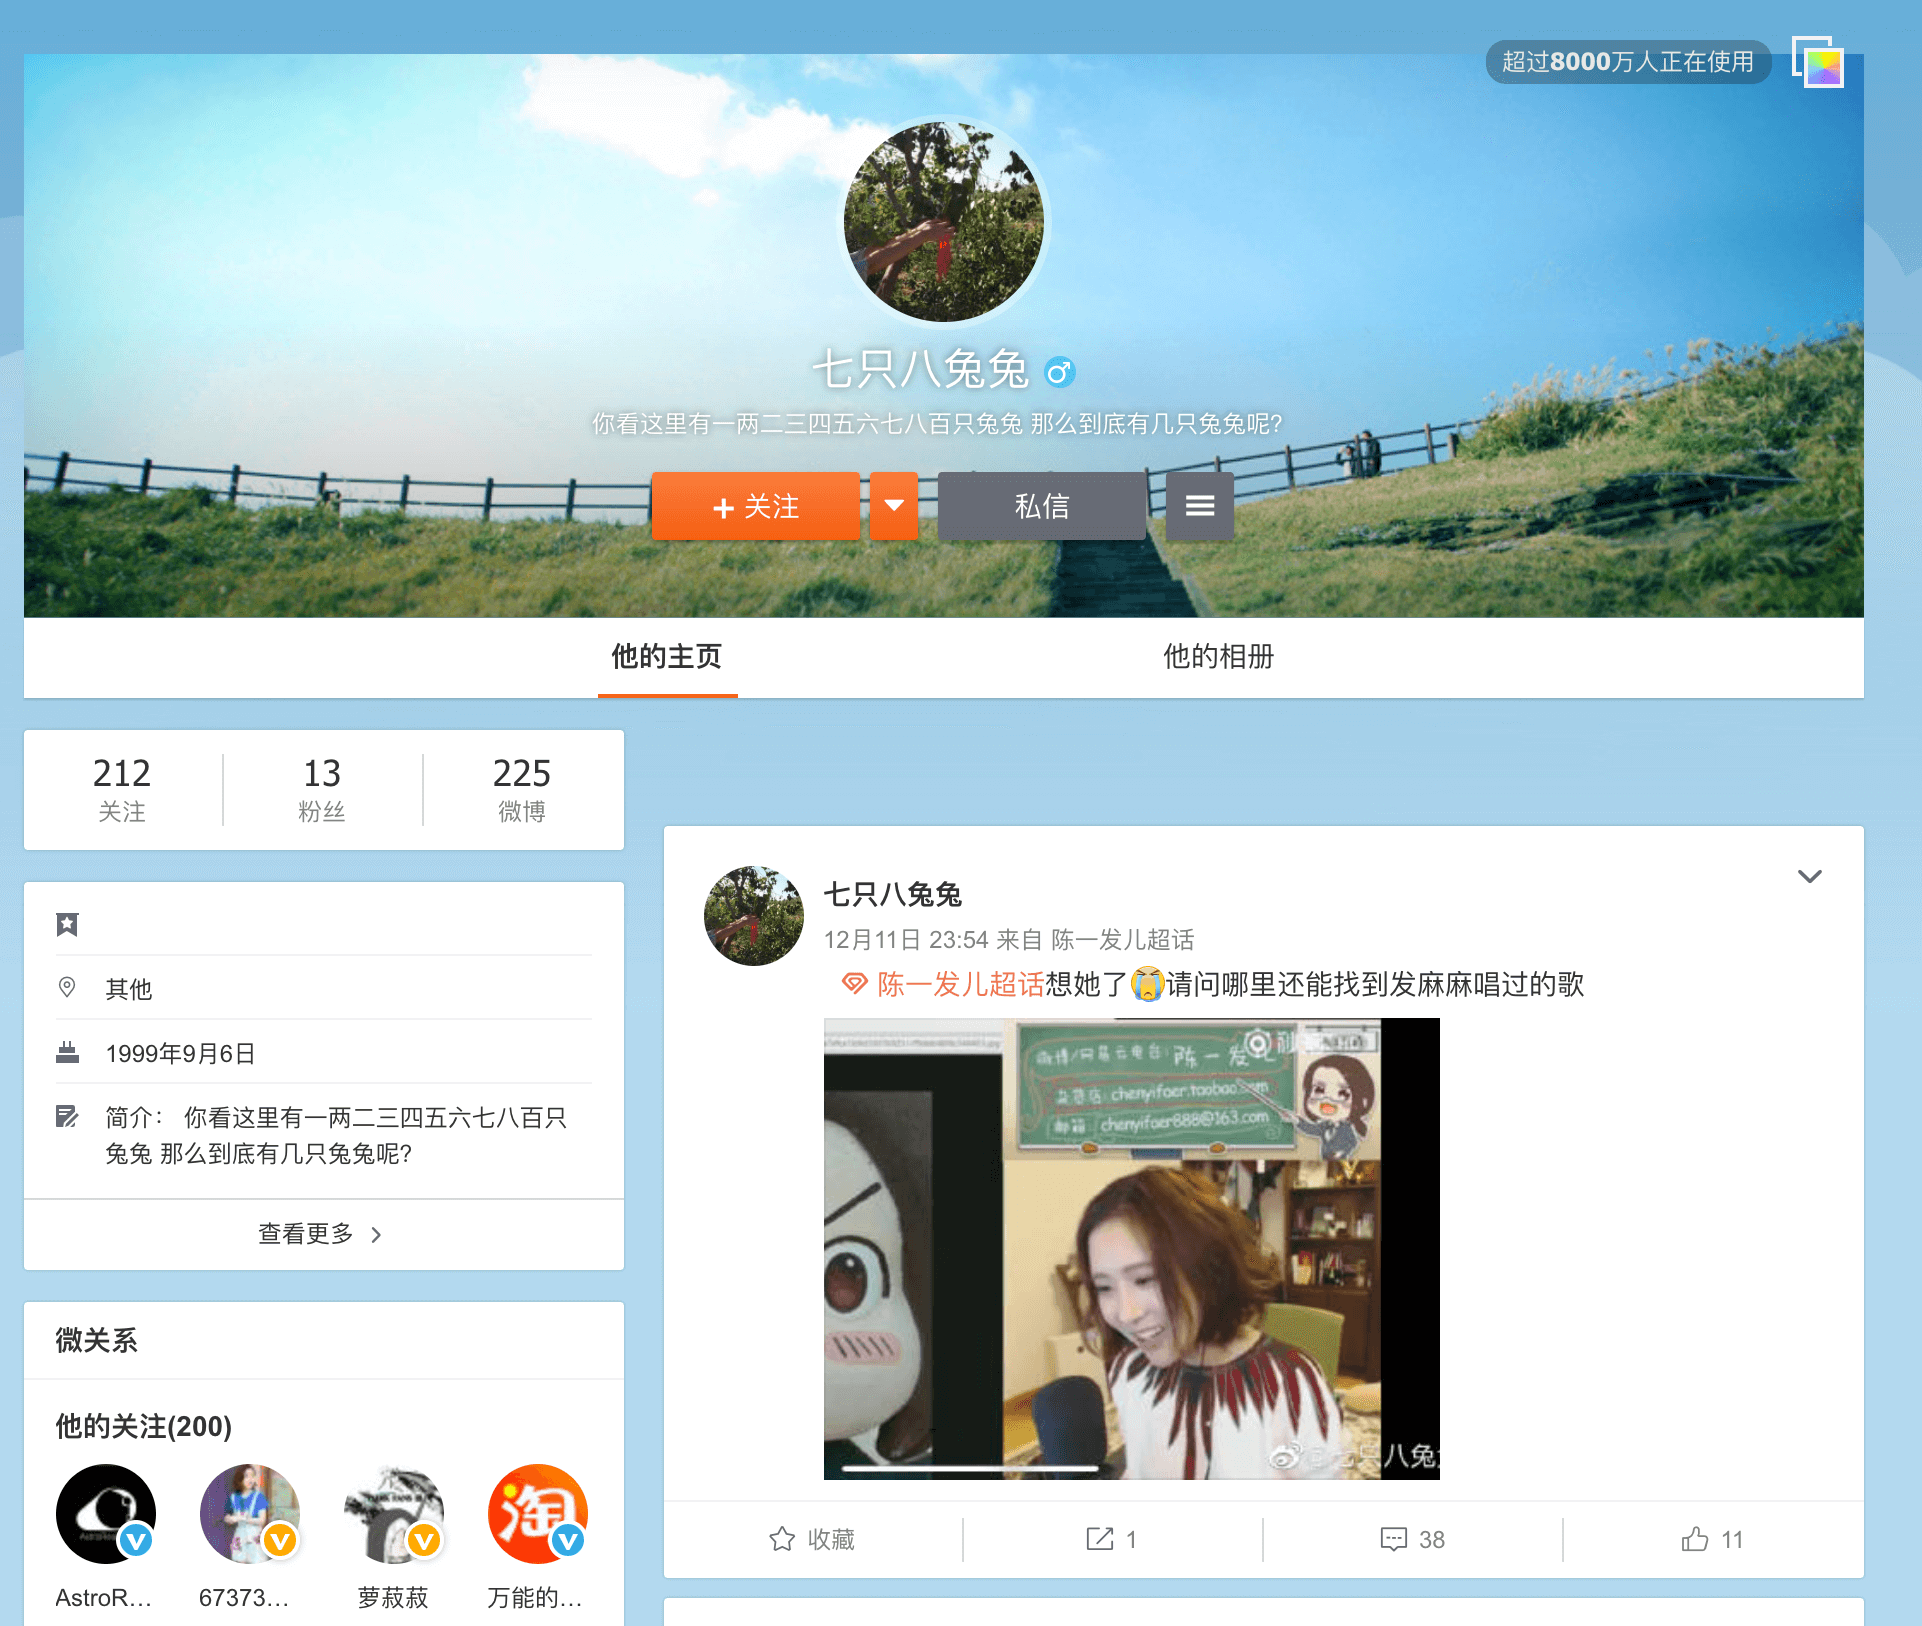 超过8000万人正在使用
七只八兔兔
你看这里有一两二三四五六七八百只兔兔 那么到底有几只兔兔呢?
+ 关注
私信
他的主页
他的相册
212
关注
13
粉丝
225
微博
其他
1999年9月6日
简介： 你看这里有一两二三四五六七八百只
兔兔 那么到底有几只兔兔呢?
查看更多
微关系
他的关注(200)
AstroR...
67373...
萝菽菽
万能的...
七只八兔兔
12月11日 23:54 来自 陈一发儿超话
陈一发儿超话想她了请问哪里还能找到发麻麻唱过的歌
陈一发儿
chenyifaer.taobao.com
邮箱: chenyifaer888@163.com
七只八兔
淘
收藏
1
38
11